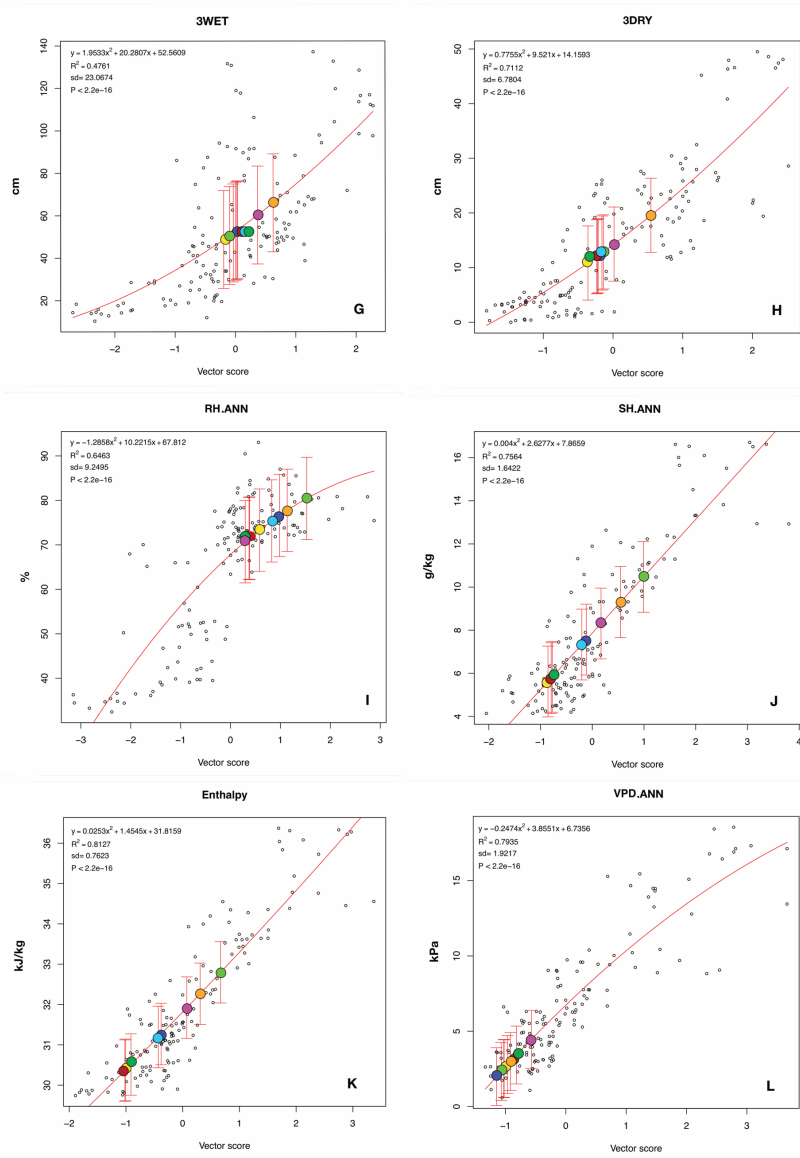 3WET
y = 1.9533x² + 20.2807x + 52.5609
R² = 0.4761
sd= 23.0674
P < 2.2e−16
140
120
100
80
60
40
20
cm
G
−2 −1 0 1 2
Vector score
3DRY
y = 0.7755x² + 9.521x + 14.1593
R² = 0.7112
sd= 6.7804
P < 2.2e−16
50
40
30
20
10
0
cm
H
−1 0 1 2
Vector score
RH.ANN
y = −1.2858x² + 10.2215x + 67.812
R² = 0.6463
sd= 9.2495
P < 2.2e−16
90
80
70
60
50
40
%
I
−3 −2 −1 0 1 2 3
Vector score
SH.ANN
y = 0.004x² + 2.6277x + 7.8659
R² = 0.7564
sd= 1.6422
P < 2.2e−16
16
14
12
10
8
6
4
g/kg
J
−2 −1 0 1 2 3 4
Vector score
Enthalpy
y = 0.0253x² + 1.4545x + 31.8159
R² = 0.8127
sd= 0.7623
P < 2.2e−16
36
35
34
33
32
31
30
kJ/kg
K
−2 −1 0 1 2 3
Vector score
VPD.ANN
y = −0.2474x² + 3.8551x + 6.7356
R² = 0.7935
sd= 1.9217
P < 2.2e−16
15
10
5
0
kPa
L
−1 0 1 2 3
Vector score